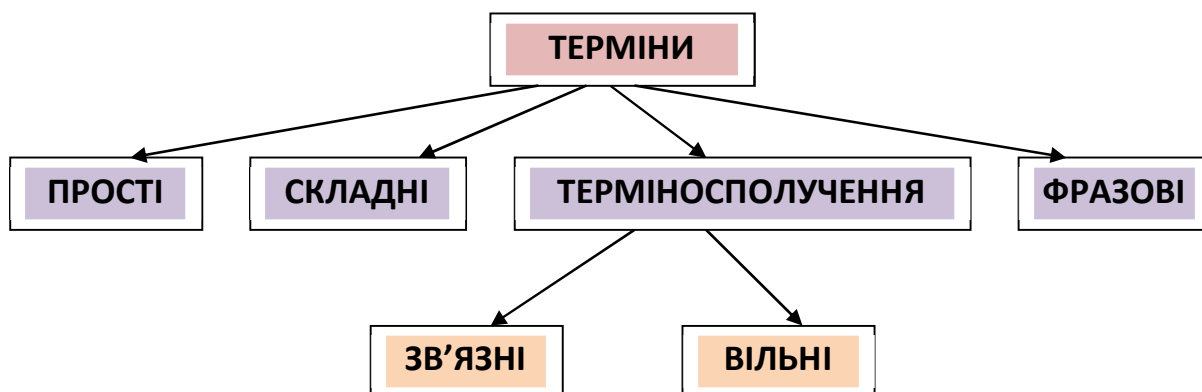 ТЕРМІНИ
ПРОСТІ
СКЛАДНІ
ТЕРМІНОСПОЛУЧЕННЯ
ФРАЗОВІ
ЗВ’ЯЗНІ
ВІЛЬНІ